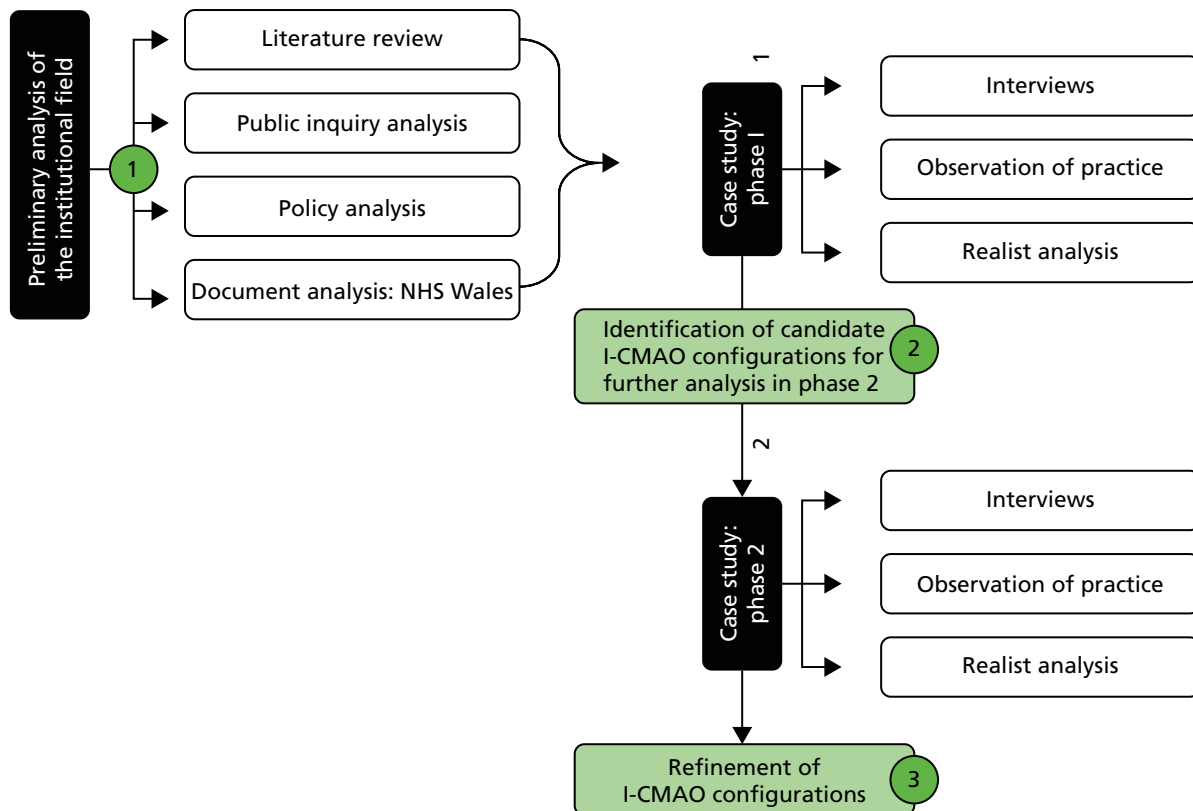 Preliminary analysis of
the institutional field
1
Literature review
Public inquiry analysis
Policy analysis
Document analysis: NHS Wales
1
Case study:
phase I
Interviews
Observation of practice
Realist analysis
Identification of candidate
I-CMAO configurations for
further analysis in phase 2
2
2
Case study:
phase 2
Interviews
Observation of practice
Realist analysis
Refinement of
I-CMAO configurations
3